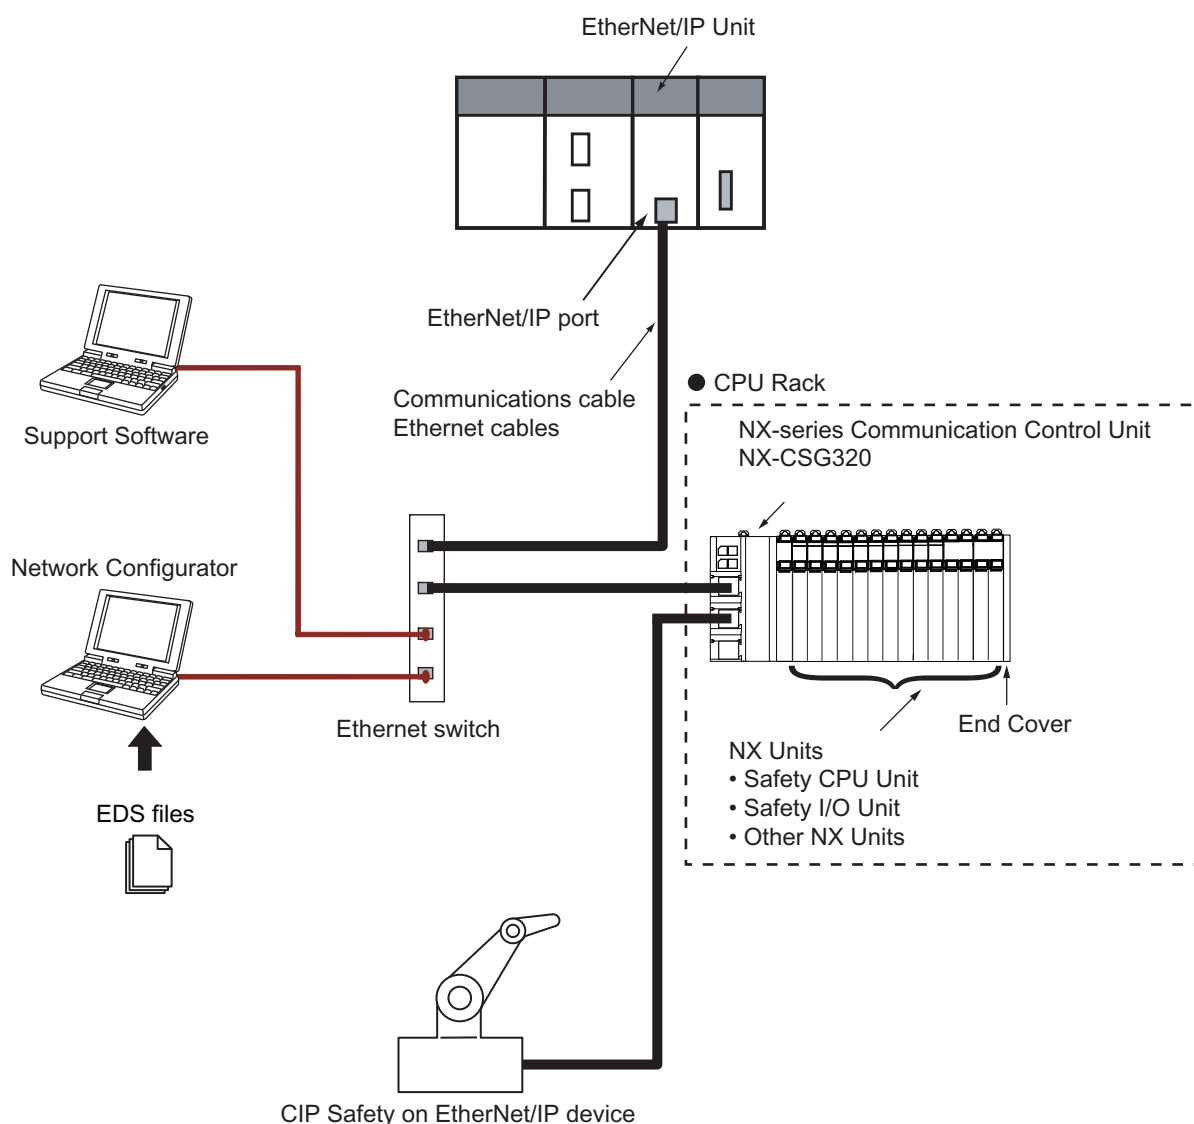 EtherNet/IP Unit
EtherNet/IP port
Communications cable
Ethernet cables
● CPU Rack
NX-series Communication Control Unit
NX-CSG320
Support Software
Network Configurator
Ethernet switch
End Cover
NX Units
• Safety CPU Unit
• Safety I/O Unit
• Other NX Units
EDS files
CIP Safety on EtherNet/IP device